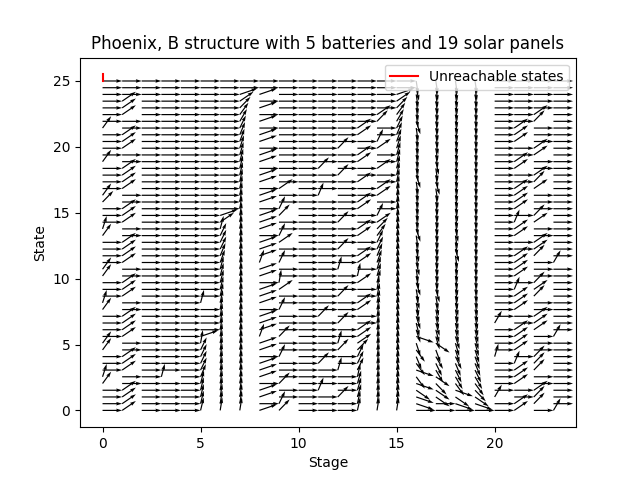 Phoenix, B structure with 5 batteries and 19 solar panels
Unreachable states
25
20
15
10
5
0
State
0 5 10 15 20
Stage